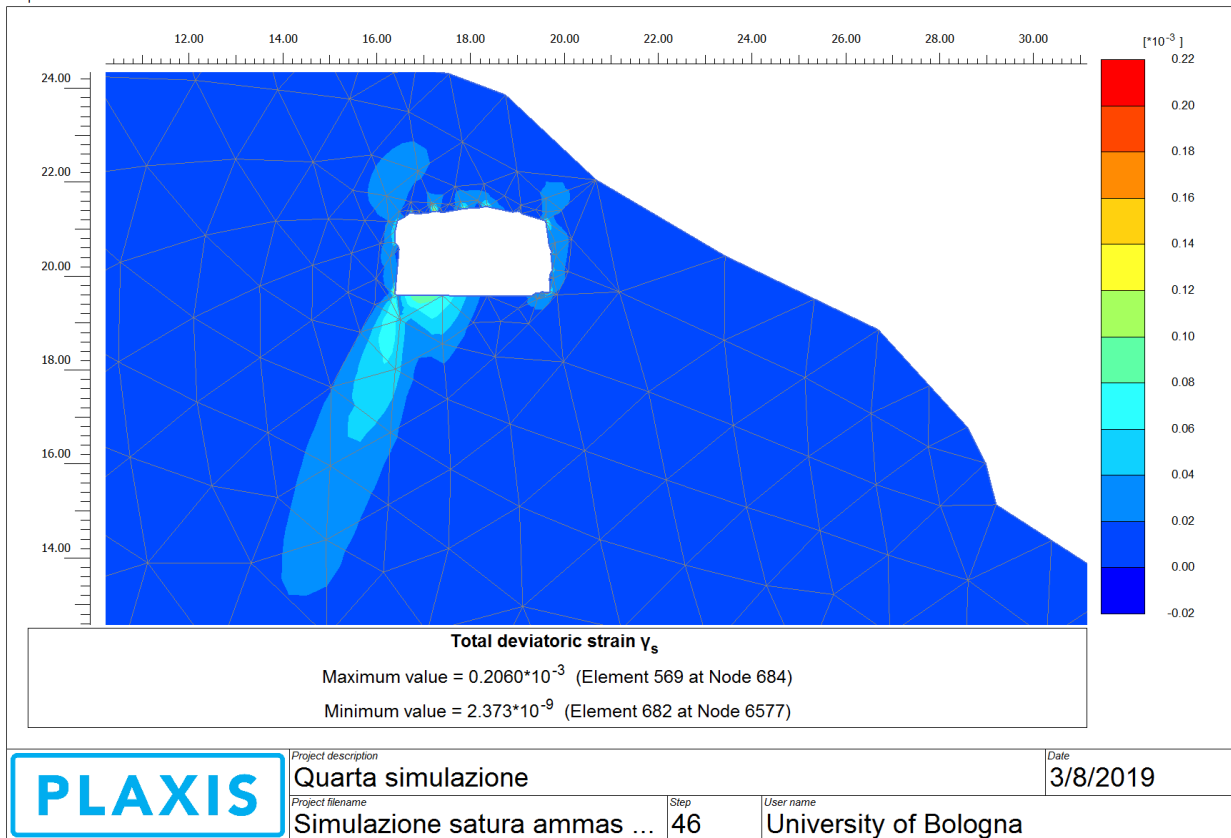 12.00 14.00 16.00 18.00 20.00 22.00 24.00 26.00 28.00 30.00
[*10-3 ]
24.00
22.00
20.00
18.00
16.00
14.00
0.22
0.20
0.18
0.16
0.14
0.12
0.10
0.08
0.06
0.04
0.02
0.00
-0.02
Total deviatoric strain γs
Maximum value = 0.2060*10-3 (Element 569 at Node 684)
Minimum value = 2.373*10-9 (Element 682 at Node 6577)
PLAXIS
Project description
Quarta simulazione
Date
3/8/2019
Project filename
Simulazione satura ammas ...
Step
46
User name
University of Bologna